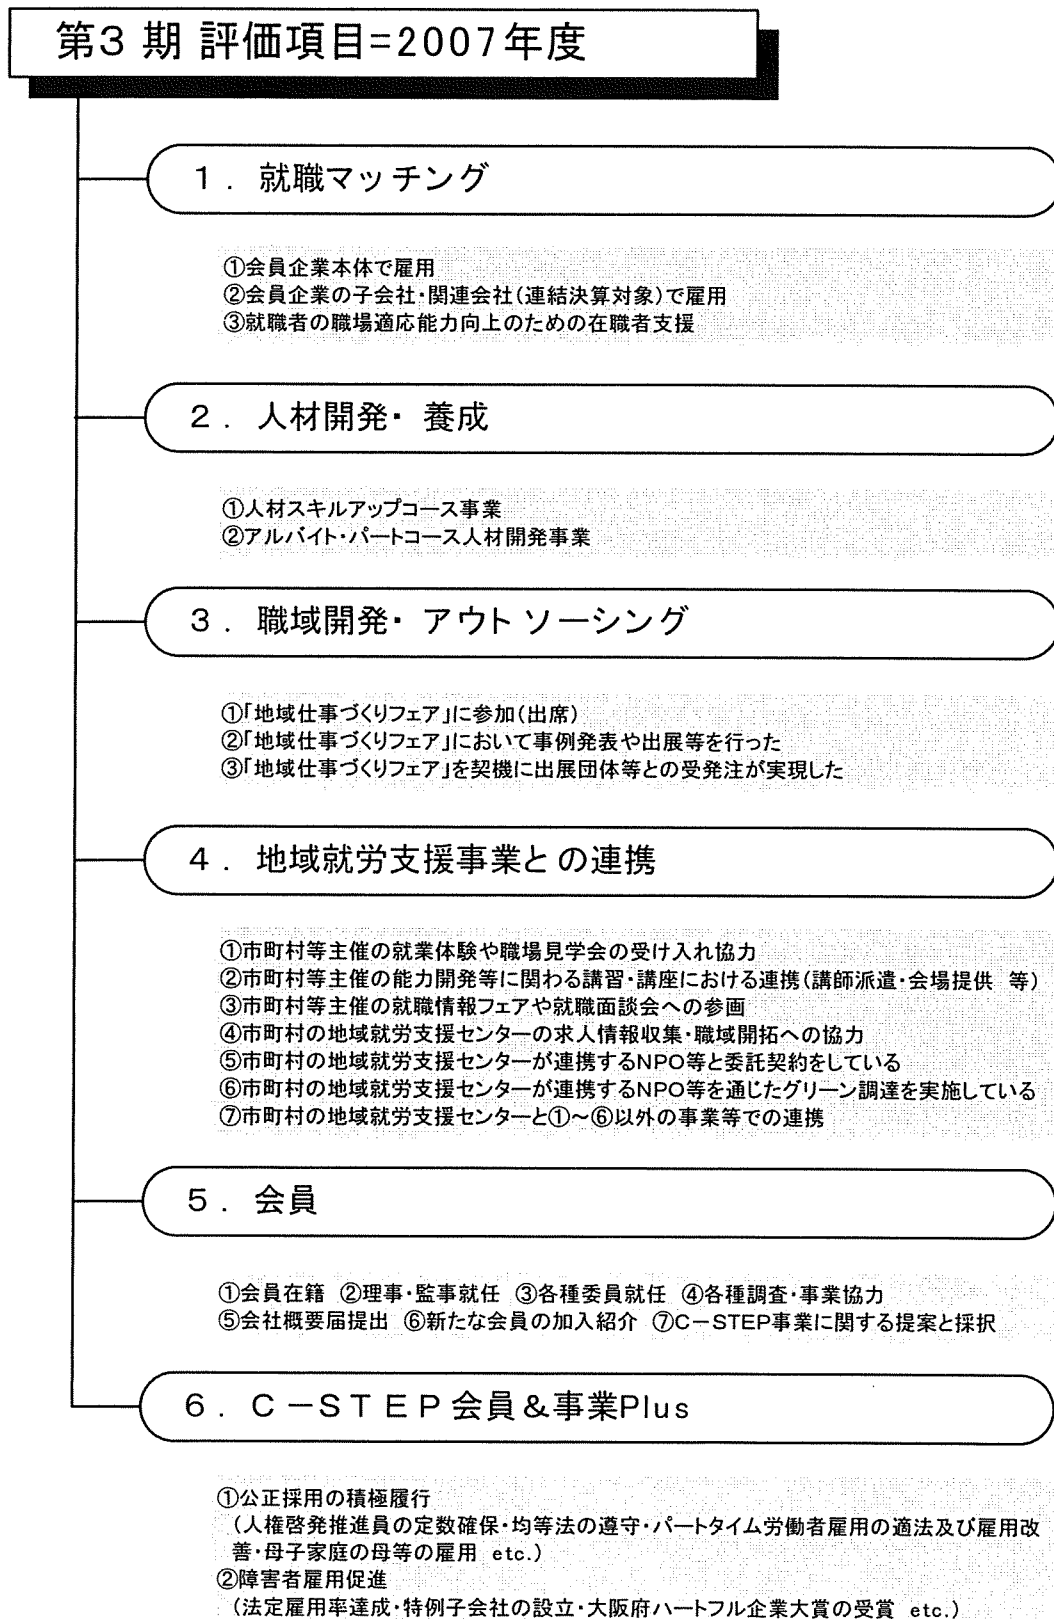 第3 期 評価項目=2007年度
1. 就職マッチング
①会員企業本体で雇用
②会員企業の子会社・関連会社(連結決算対象)で雇用
③就職者の職場適応能力向上のための在職者支援
2. 人材開発・ 養成
①人材スキルアップコース事業
②アルバイト・パートコース人材開発事業
3. 職域開発・ アウトソーシング
①「地域仕事づくりフェア」に参加(出席)
②「地域仕事づくりフェア」において事例発表や出展等を行った
③「地域仕事づくりフェア」を契機に出展団体等との受発注が実現した
4. 地域就労支援事業との連携
①市町村等主催の就業体験や職場見学会の受け入れ協力
②市町村等主催の能力開発等に関わる講習・講座における連携(講師派遣・会場提供 等)
③市町村等主催の就職情報フェアや就職面談会への参画
④市町村の地域就労支援センターの求人情報収集・職域開拓への協力
⑤市町村の地域就労支援センターが連携するNPO等と委託契約をしている
⑥市町村の地域就労支援センターが連携するNPO等を通じたグリーン調達を実施している
⑦市町村の地域就労支援センターと①~⑥以外の事業等での連携
5. 会員
①会員在籍 ②理事・監事就任 ③各種委員就任 ④各種調査・事業協力
⑤会社概要届提出 ⑥新たな会員の加入紹介 ⑦C-STEP事業に関する提案と採択
6. C-STEP会員&事業Plus
①公正採用の積極履行
(人権啓発推進員の定数確保・均等法の遵守・パートタイム労働者雇用の適法及び雇用改
善・母子家庭の母等の雇用 etc.)
②障害者雇用促進
(法定雇用率達成・特例子会社の設立・大阪府ハートフル企業大賞の受賞 etc.)